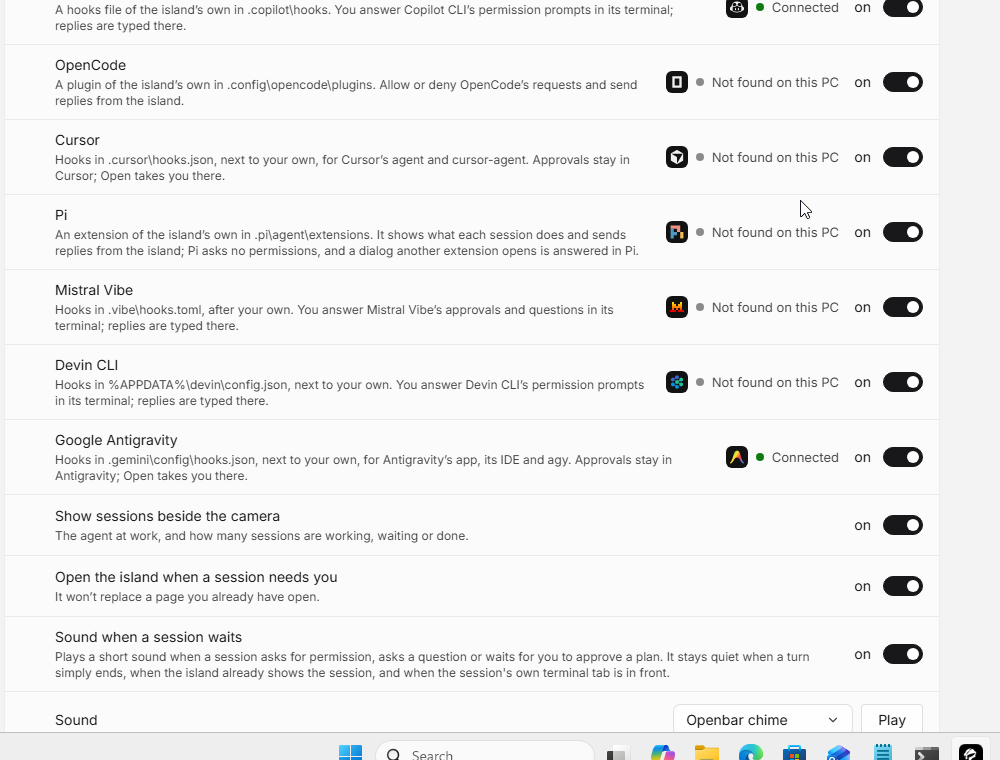 A hooks file of the island's own in .copilot\hooks. You answer Copilot CLI's permission prompts in its terminal;
replies are typed there.
Connected
on
OpenCode
A plugin of the island's own in .config\opencode\plugins. Allow or deny OpenCode's requests and send
replies from the island.
Not found on this PC
on
Cursor
Hooks in .cursor\hooks.json, next to your own, for Cursor's agent and cursor-agent. Approvals stay in
Cursor; Open takes you there.
Not found on this PC
on
Pi
An extension of the island's own in .pi\agent\extensions. It shows what each session does and sends
replies from the island; Pi asks no permissions, and a dialog another extension opens is answered in Pi.
Not found on this PC
on
Mistral Vibe
Hooks in .vibe\hooks.toml, after your own. You answer Mistral Vibe's approvals and questions in its
terminal; replies are typed there.
Not found on this PC
on
Devin CLI
Hooks in %APPDATA%\devin\config.json, next to your own. You answer Devin CLI's permission prompts
in its terminal; replies are typed there.
Not found on this PC
on
Google Antigravity
Hooks in .gemini\config\hooks.json, next to your own, for Antigravity's app, its IDE and agy. Approvals stay in
Antigravity; Open takes you there.
Connected
on
Show sessions beside the camera
The agent at work, and how many sessions are working, waiting or done.
on
Open the island when a session needs you
It won't replace a page you already have open.
on
Sound when a session waits
Plays a short sound when a session asks for permission, asks a question or waits for you to approve a plan. It stays quiet when a turn
simply ends, when the island already shows the session, and when the session's own terminal tab is in front.
on
Sound
Openbar chime
Play
Search